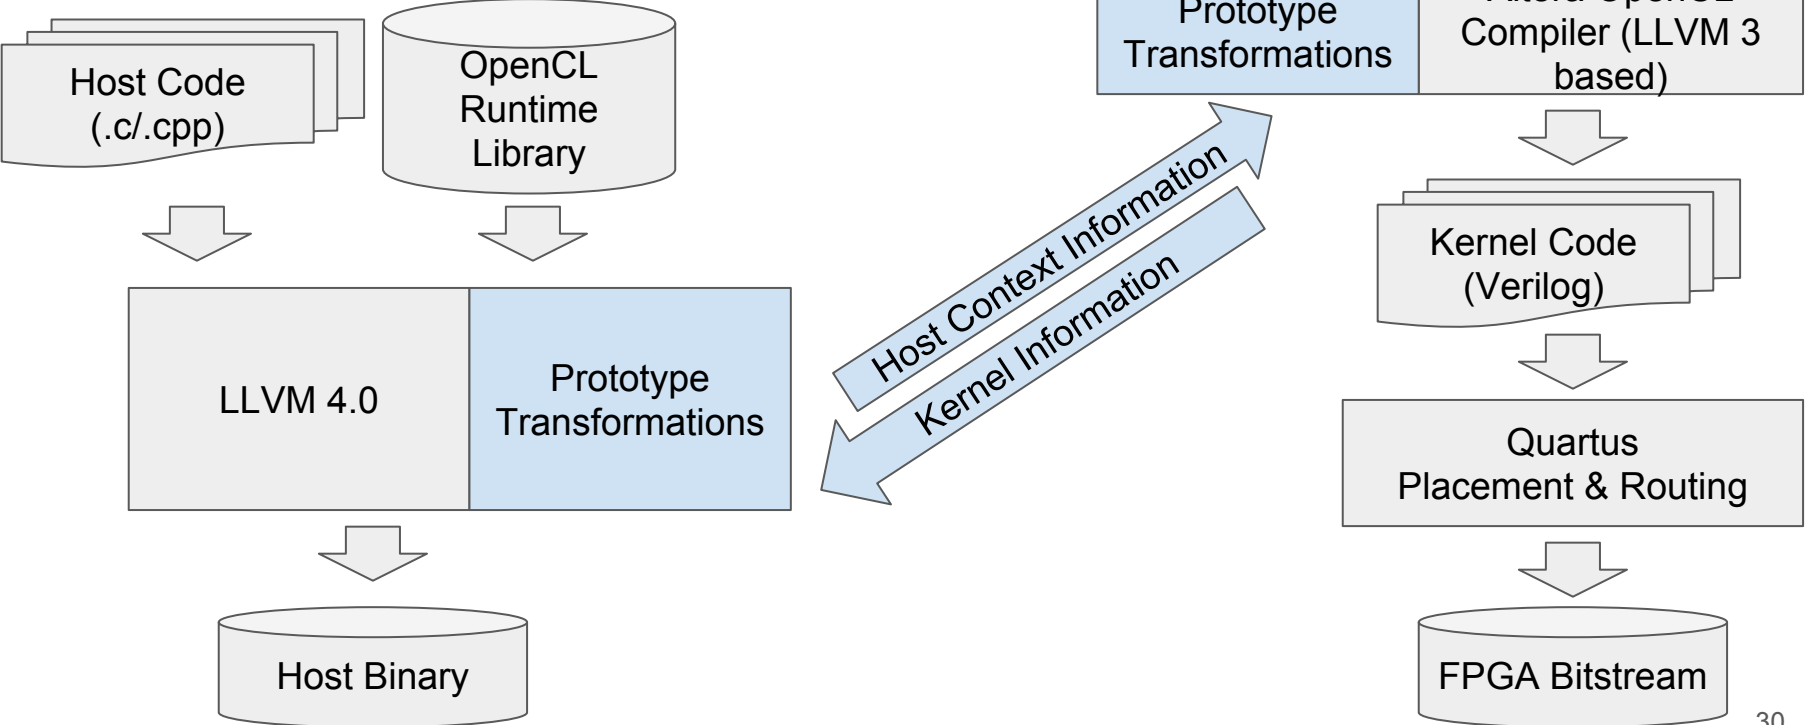 Host Code
(.c/.cpp)
OpenCL
Runtime
Library
LLVM 4.0
Prototype
Transformations
Host Binary
Host Context Information
Kernel Information
Prototype
Transformations
OpenCL
Compiler (LLVM 3
based)
Kernel Code
(Verilog)
Quartus
Placement & Routing
FPGA Bitstream
30